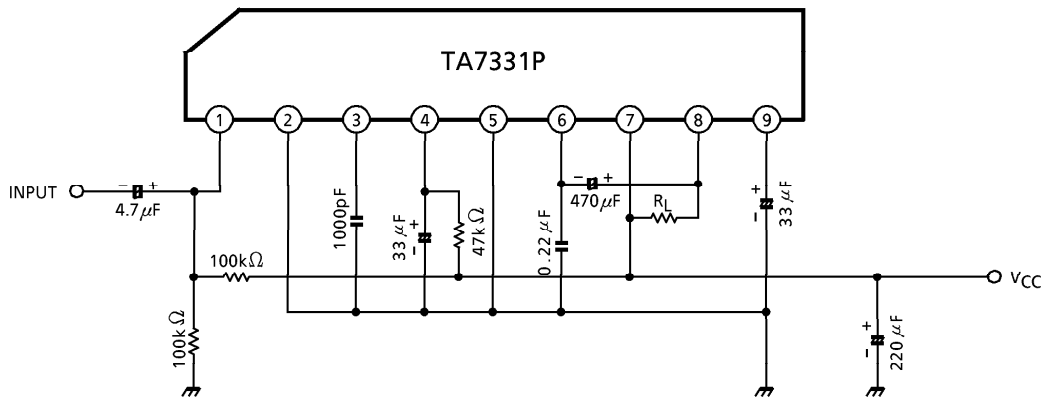 TA7331P
1 2 3 4 5 6 7 8 9
INPUT
− +
4.7μF
1000pF
33μF
+
−
47kΩ
− +
470μF
0.22μF
RL
+
−
33μF
100kΩ
VCC
100kΩ
+
−
220μF